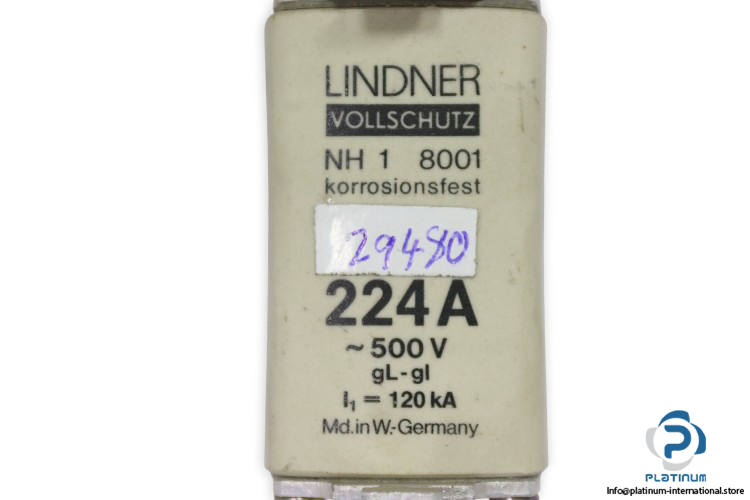 LINDNER
VOLLSCHUTZ
NH 1 8001
korrosionsfest
29480
224 A
~ 500 V
gL-gl
I₁ = 120 kA
Md. in W.-Germany
PLATINUM
Info@platinum-international.store